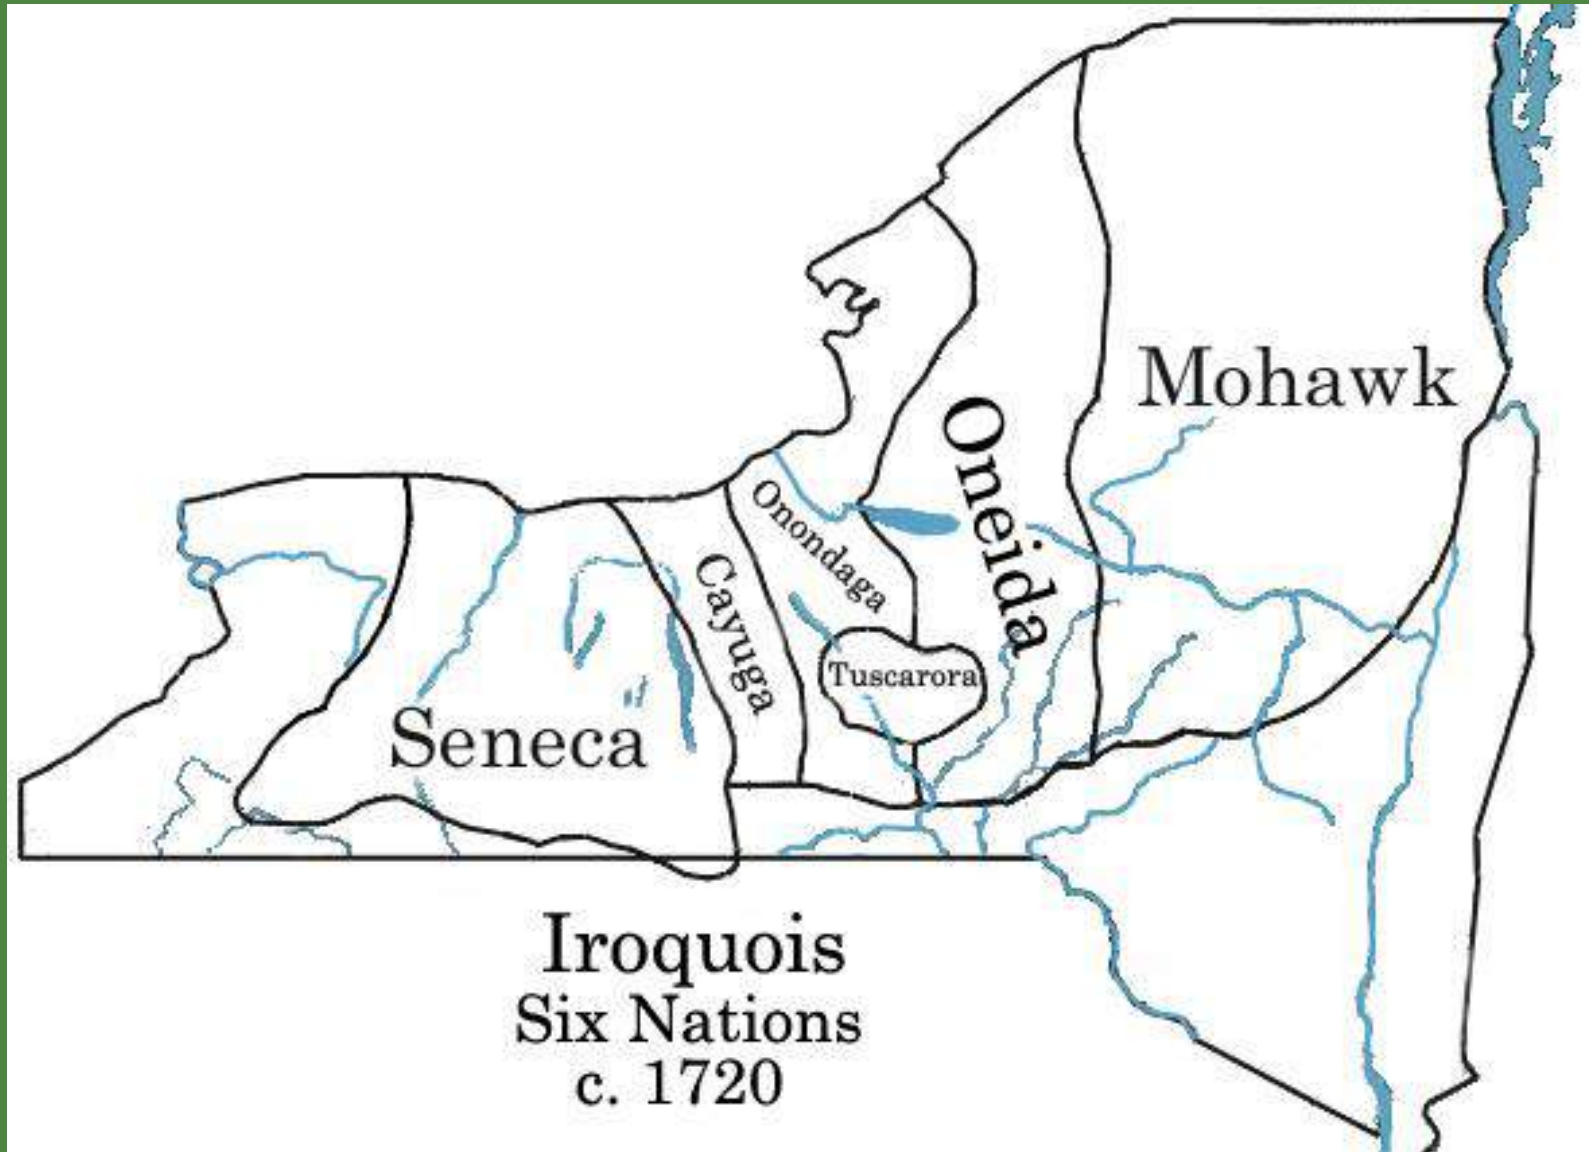 Mohawk
Oneida
Onondaga
Cayuga
Tuscarora
Seneca
Iroquois
Six Nations
c. 1720